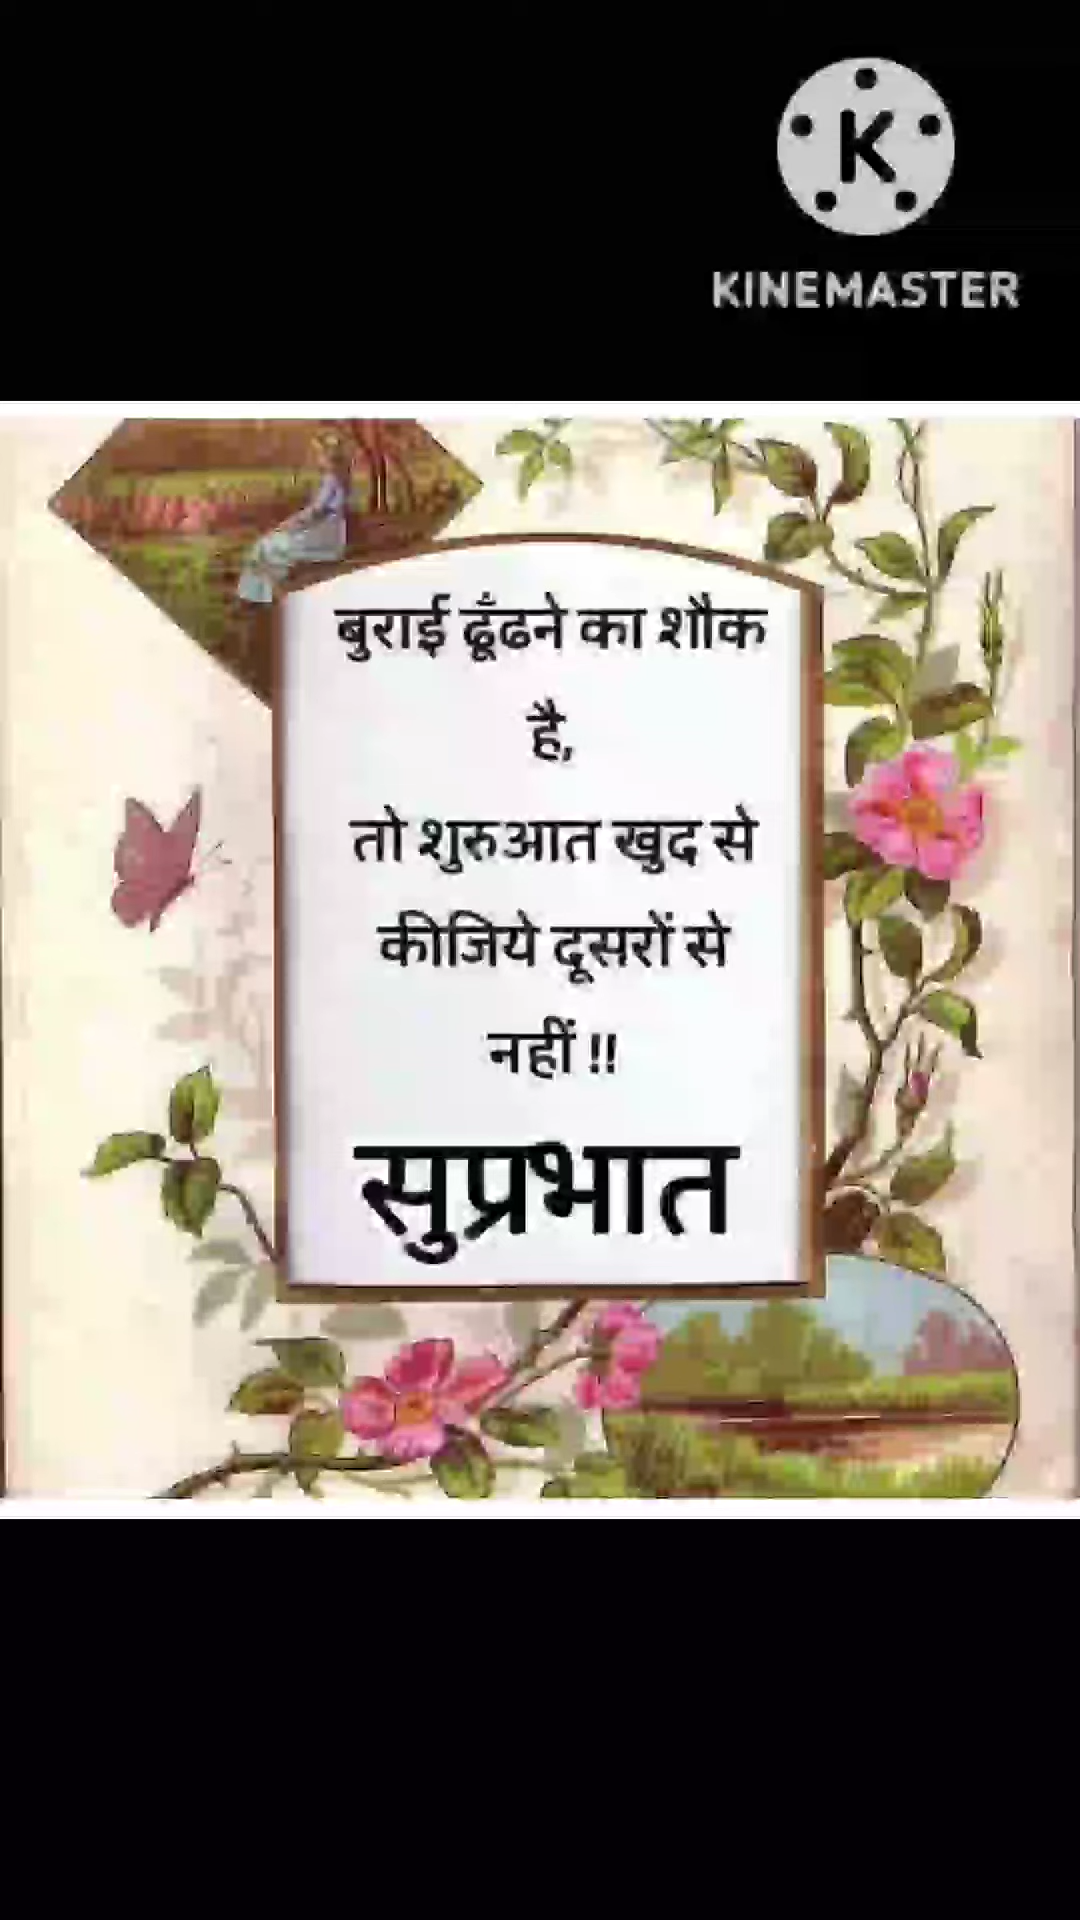 K
KINEMASTER
बुराई ढूँढने का शौक
है,
तो शुरुआत खुद से
कीजिये दूसरों से
नहीं !!
सुप्रभात